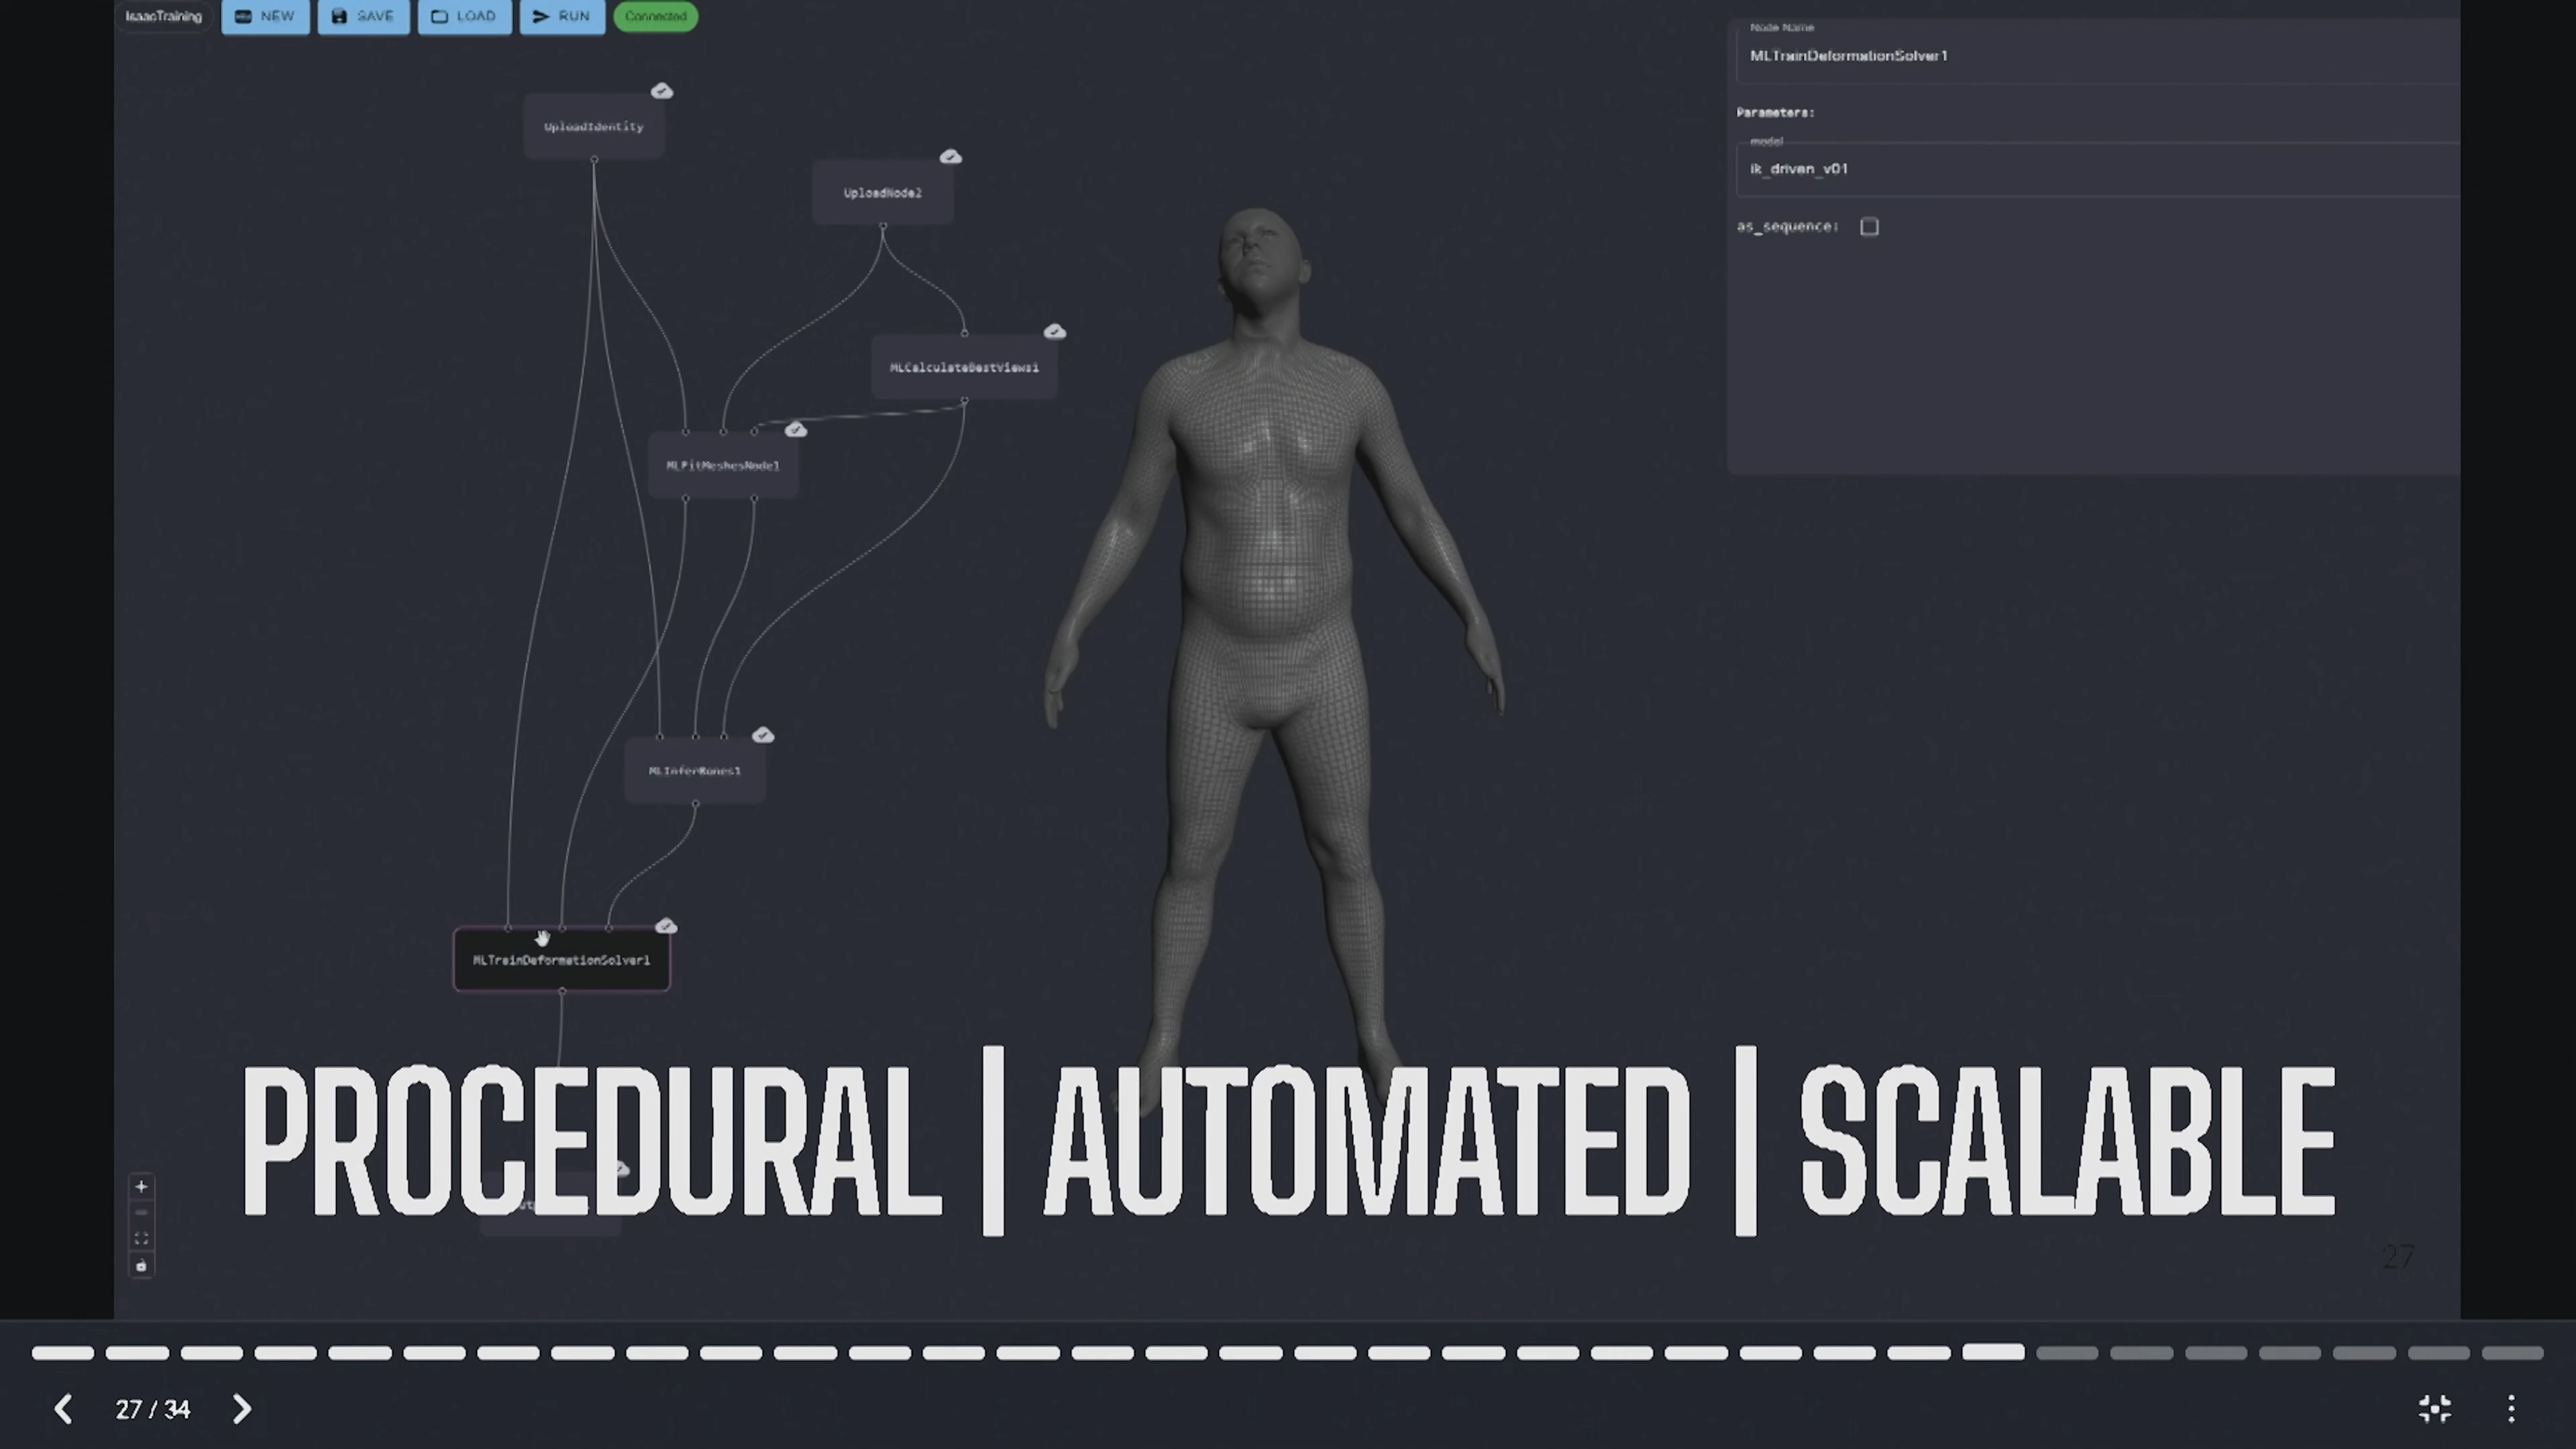 IsaacTraining
NEW
SAVE
LOAD
RUN
Connected
Node Name
MLTrainDeformationSolver1
Parameters:
model
ik_driven_v01
as_sequence:
UploadIdentity
UploadNode2
MLCalculateBestViews1
MLFitMeshesNode1
MLInferBones1
MLTrainDeformationSolver1
PROCEDURAL | AUTOMATED | SCALABLE
27
27 / 34